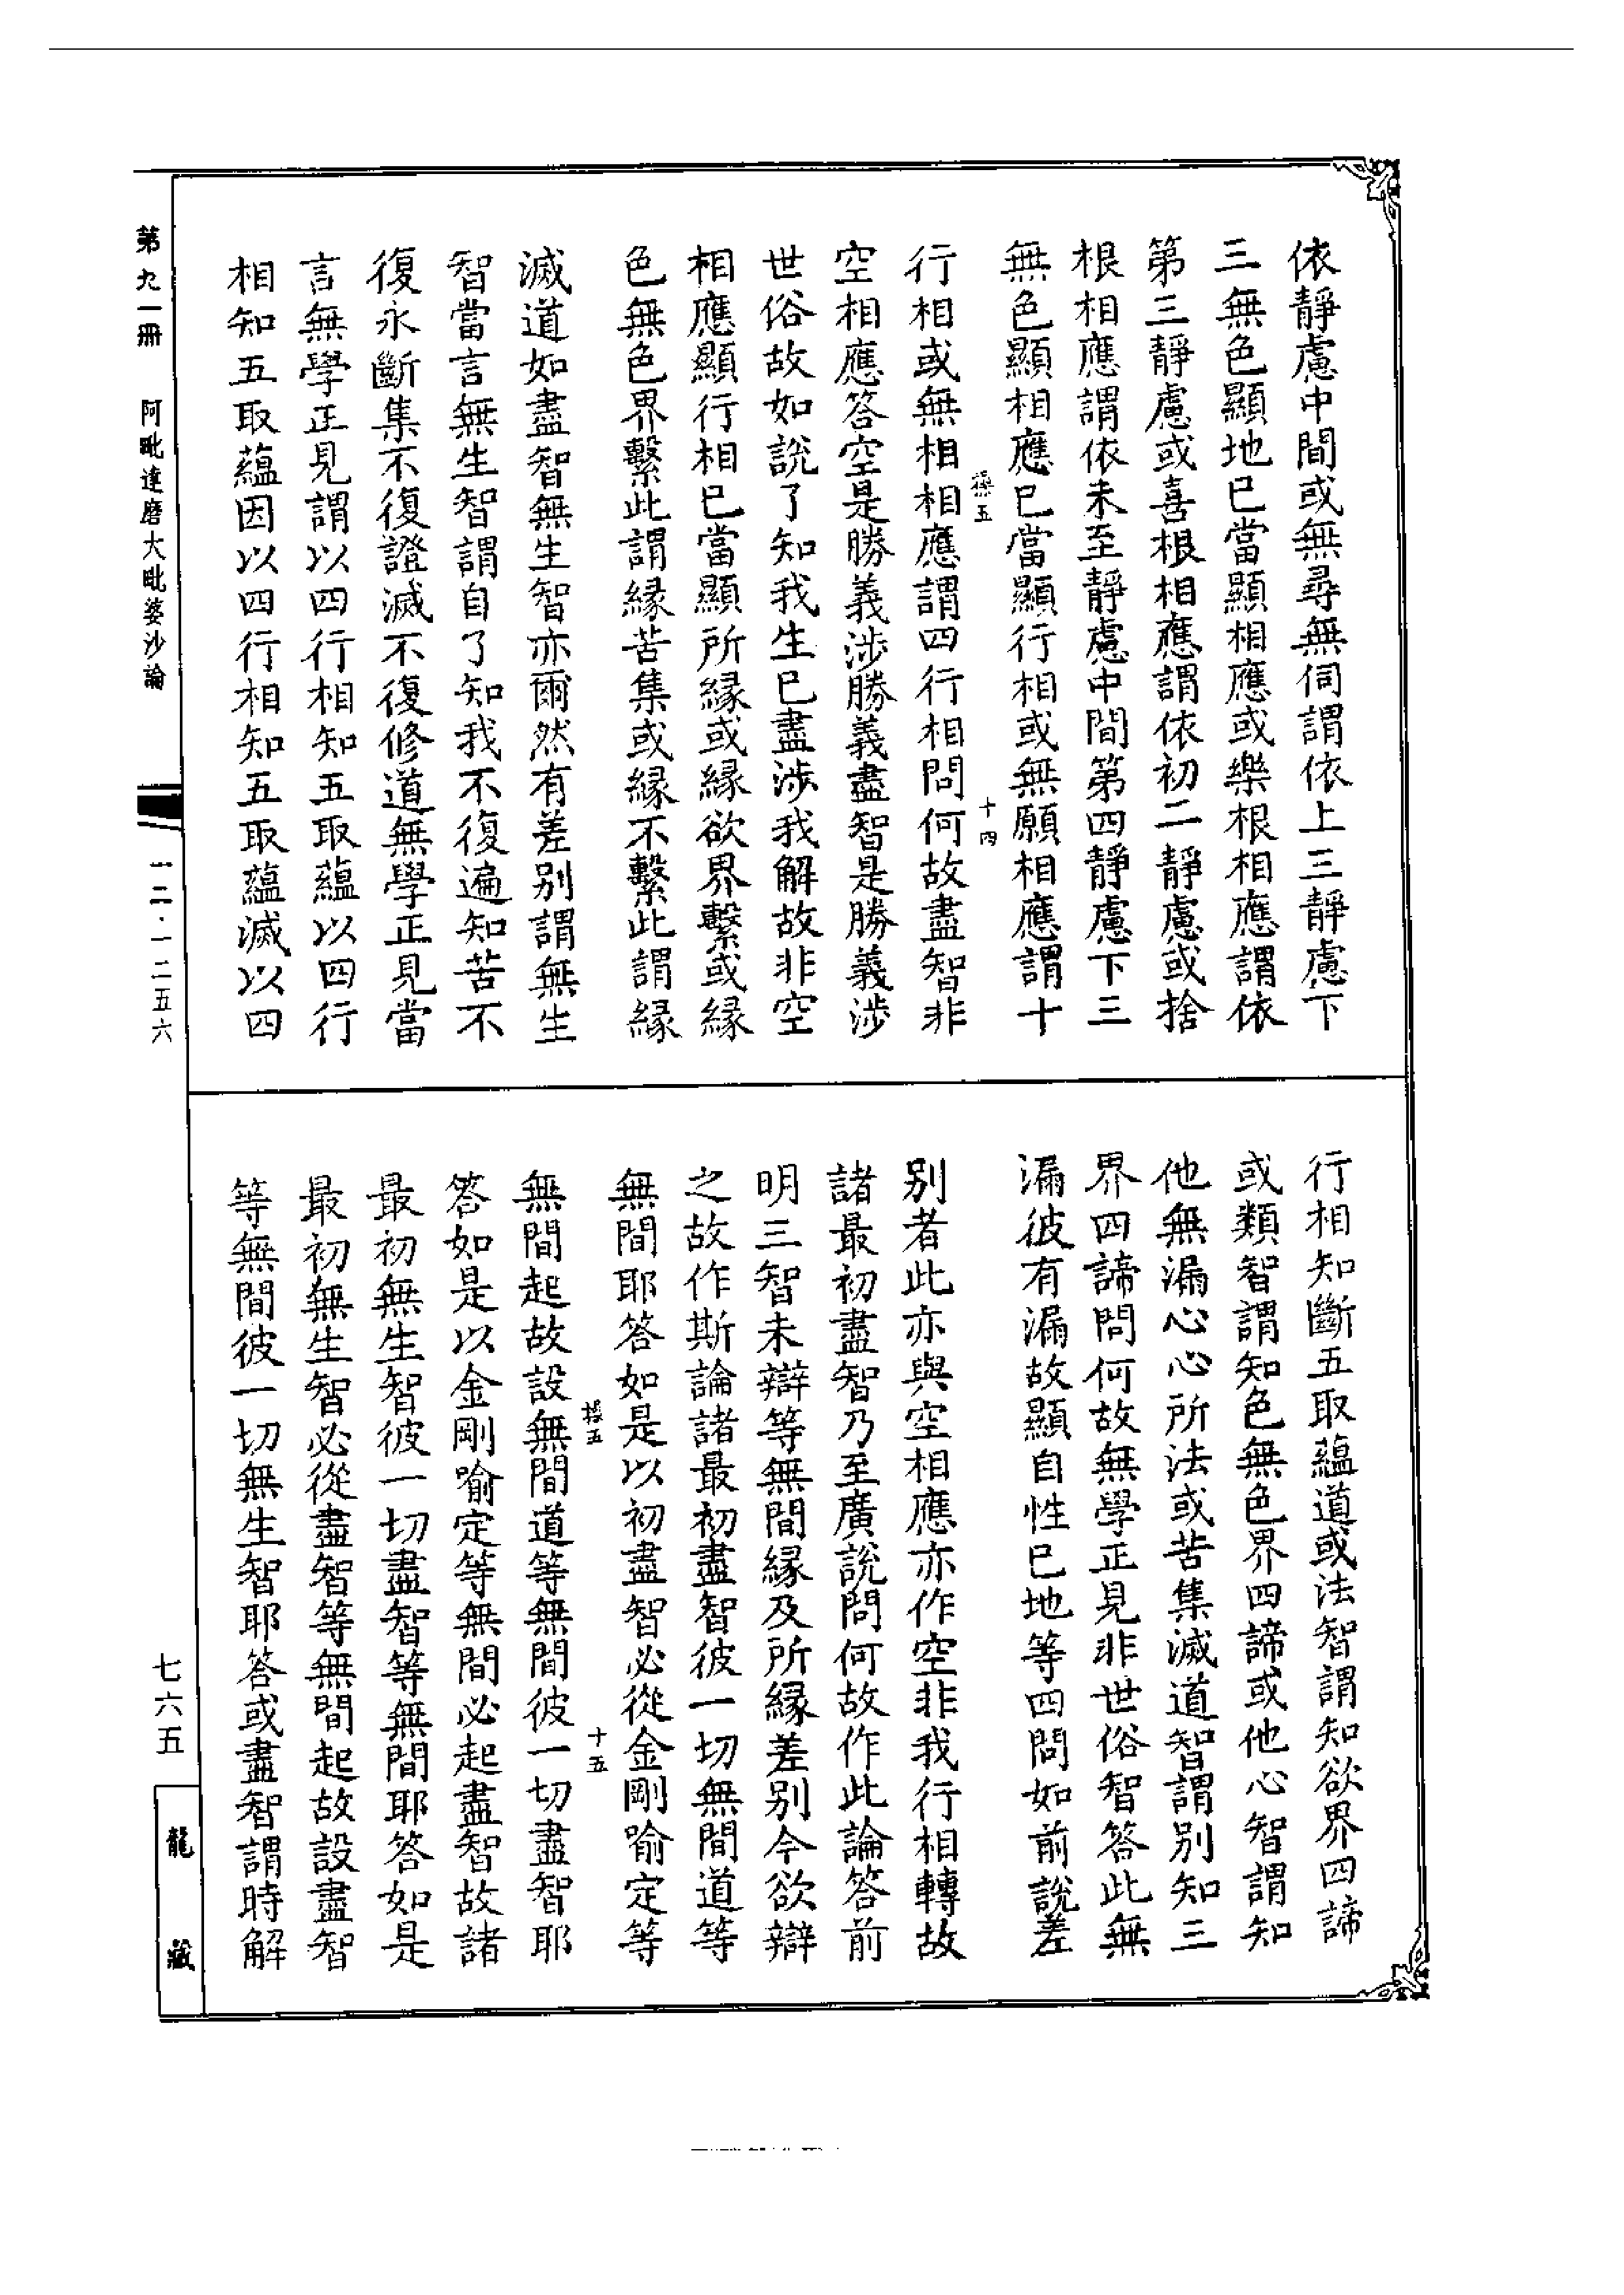 依靜慮中間或無尋無伺謂依上三靜慮下
三無色顯地已當顯相應或樂根相應謂依
第三靜慮或喜根相應謂依初二靜慮或捨
根相應謂依未至靜慮中間第四靜慮下三
無色顯相應已當顯行相或無願相應謂十
五
十四
行相或無相相應謂四行相問何故盡智非
空相應答空是勝義涉勝義盡智是勝義涉
世俗故如說了知我生已盡涉我解故非空
相應顯行相已當顯所緣或緣欲界繫或緣
色無色界繫此謂緣苦集或緣不繫此謂緣
滅道如盡智無生智亦爾然有差別謂無生
智當言無生智謂自了知我不復遍知苦不
復永斷集不復證滅不復修道無學正見當
言無學正見謂以四行相知五取蘊以四行
相知五取蘊因以四行相知五取蘊滅以四
行相知斷五取蘊道或法智謂知欲界四諦
或類智謂知色無色界四諦或他心智謂知
他無漏心心所法或苦集滅道智謂別知三
界四諦問何故無學正見非世俗智答此無
漏彼有漏故顯自性已地等四問如前說差
別者此亦與空相應亦作空非我行相轉故
諸最初盡智乃至廣說問何故作此論答前
明三智未辯等無間緣及所緣差別今欲辯
之故作斯論諸最初盡智彼一切無間道等
無間耶答如是以初盡智必從金剛喻定等
五
十五
無間起故設無間道等無間彼一切盡智耶
答如是以金剛喻定等無間必起盡智故諸
最初無生智彼一切盡智等無間耶答如是
最初無生智必從盡智等無間起故設盡智
等無間彼一切無生智耶答或盡智謂時解
第九一冊
阿毗達磨大毗婆沙論
一二·一二五六
七六五
龍藏